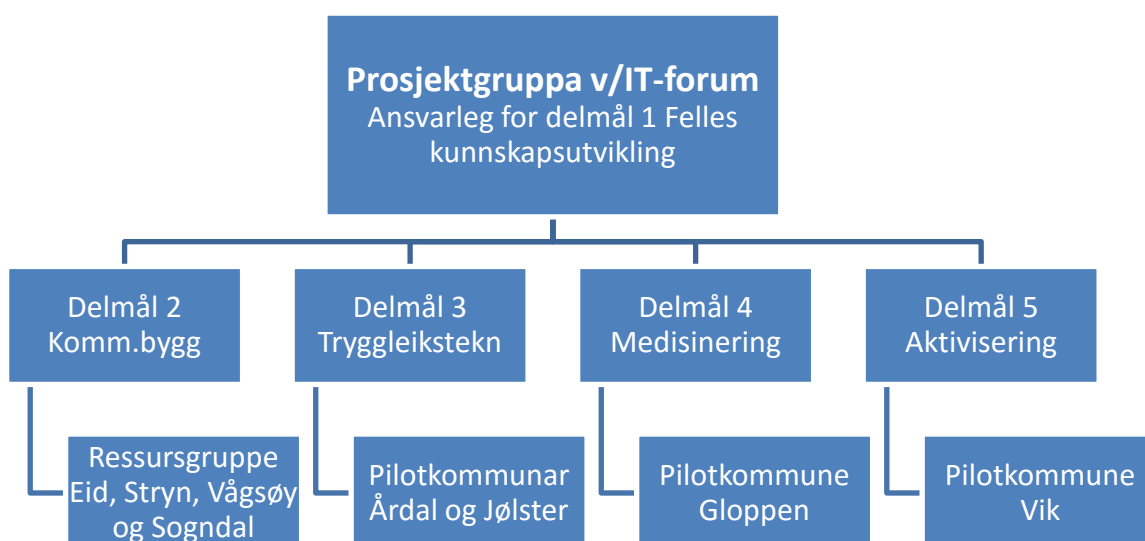 Prosjektgruppa v/IT-forum
Ansvarleg for delmål 1 Felles
kunnskapsutvikling
Delmål 2
Komm.bygg
Delmål 3
Tryggleikstekn
Delmål 4
Medisinering
Delmål 5
Aktivisering
Ressursgruppe
Eid, Stryn, Vågsøy
og Sogndal
Pilotkommunar
Årdal og Jølster
Pilotkommune
Gloppen
Pilotkommune
Vik